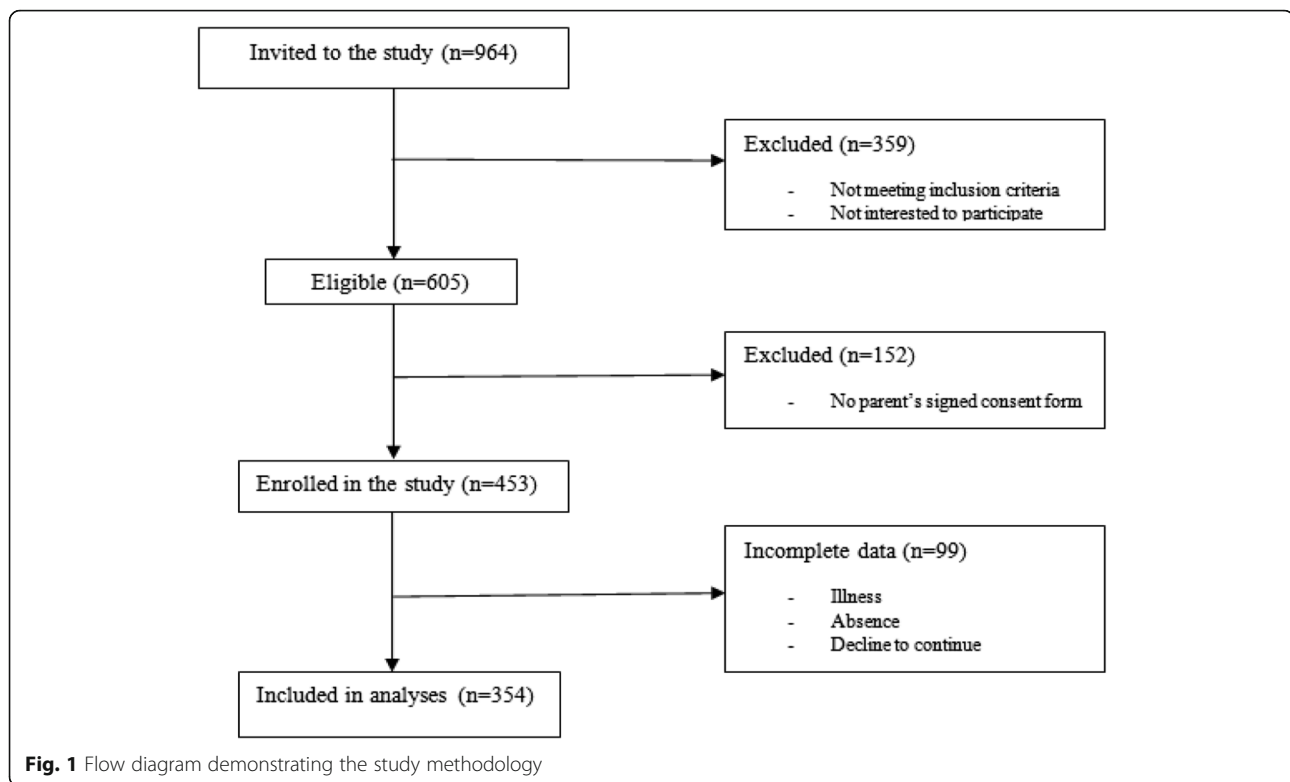 Invited to the study (n=964)
Excluded (n=359)
- Not meeting inclusion criteria
- Not interested to participate
Eligible (n=605)
Excluded (n=152)
- No parent's signed consent form
Enrolled in the study (n=453)
Incomplete data (n=99)
- Illness
- Absence
- Decline to continue
Included in analyses (n=354)
Fig. 1 Flow diagram demonstrating the study methodology